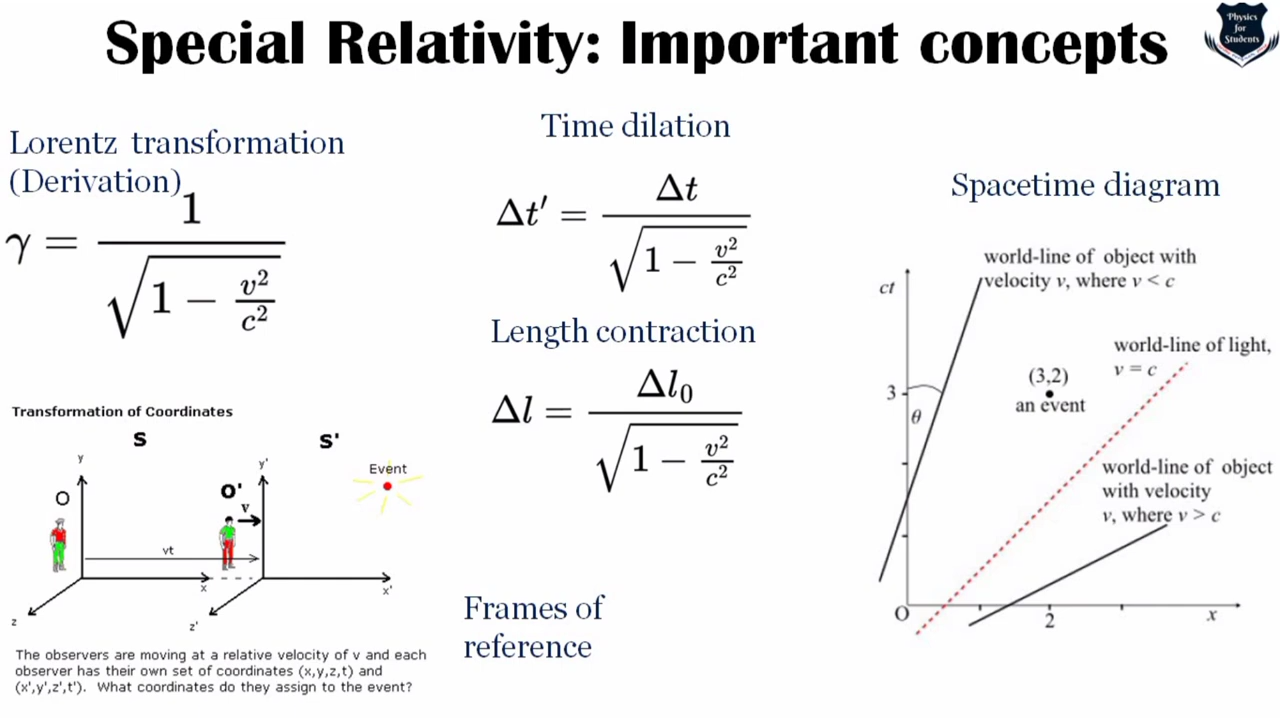 Special Relativity: Important concepts
Physics
for
Students
Lorentz transformation
(Derivation)
γ = 1 / √(1 − v²/c²)
Transformation of Coordinates
S
S'
y
y'
O
O'
v
Event
vt
x
x'
z
z'
The observers are moving at a relative velocity of v and each
observer has their own set of coordinates (x,y,z,t) and
(x',y',z',t'). What coordinates do they assign to the event?
Time dilation
Δt′ = Δt / √(1 − v²/c²)
Length contraction
Δl = Δl₀ / √(1 − v²/c²)
Frames of
reference
Spacetime diagram
world-line of object with
velocity v, where v < c
ct
world-line of light,
v = c
(3,2)
an event
3
θ
world-line of object
with velocity
v, where v > c
O
2
x